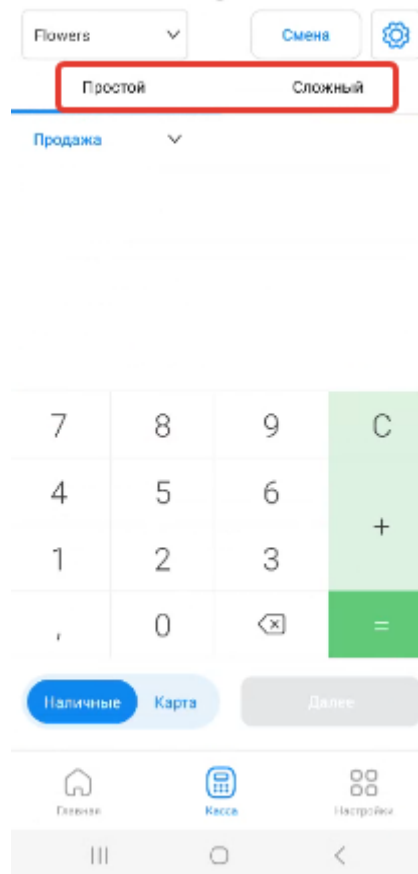 Flowers Смена
Простой Сложный
Продажа
7 8 9 C
4 5 6
+
1 2 3
, 0 =
Наличные Карта Далее
Главная Касса Настройки